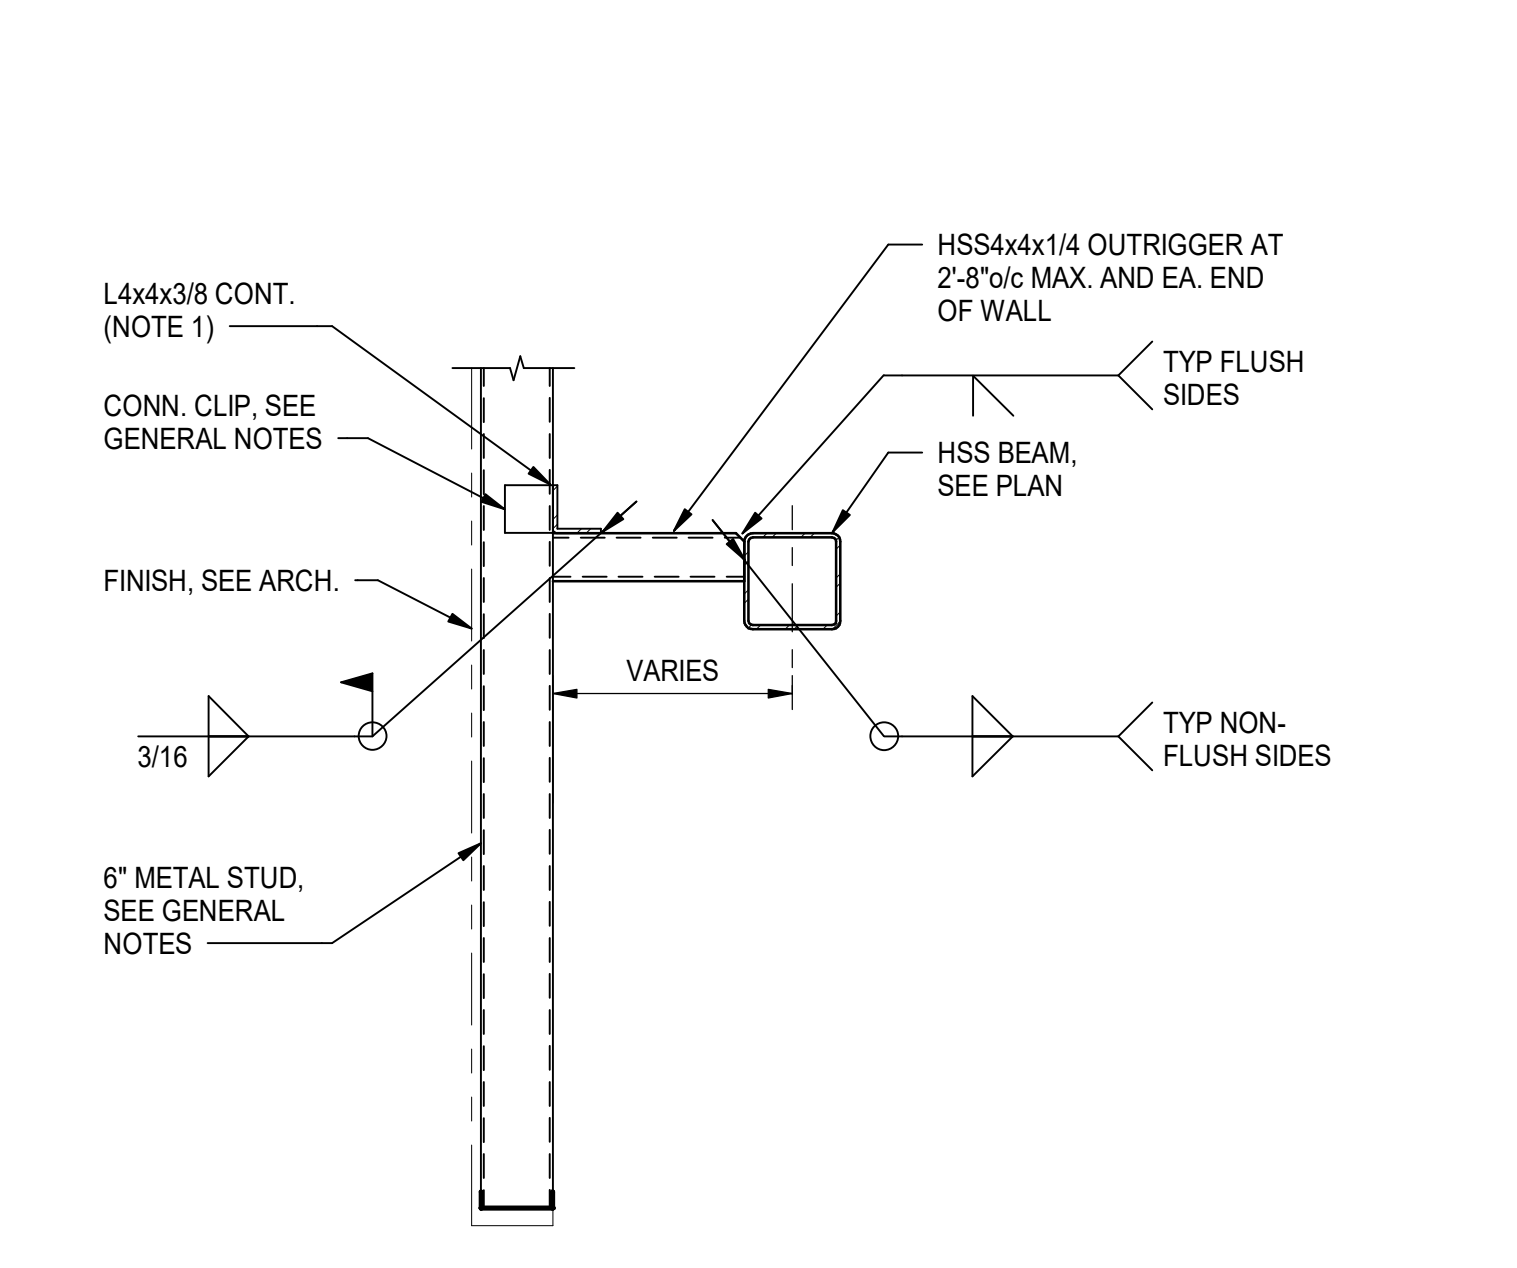 HSS4x4x1/4 OUTRIGGER AT
2'-8"o/c MAX. AND EA. END
OF WALL
L4x4x3/8 CONT.
(NOTE 1)
TYP FLUSH
SIDES
CONN. CLIP, SEE
GENERAL NOTES
HSS BEAM,
SEE PLAN
FINISH, SEE ARCH.
VARIES
3/16
TYP NON-
FLUSH SIDES
6" METAL STUD,
SEE GENERAL
NOTES